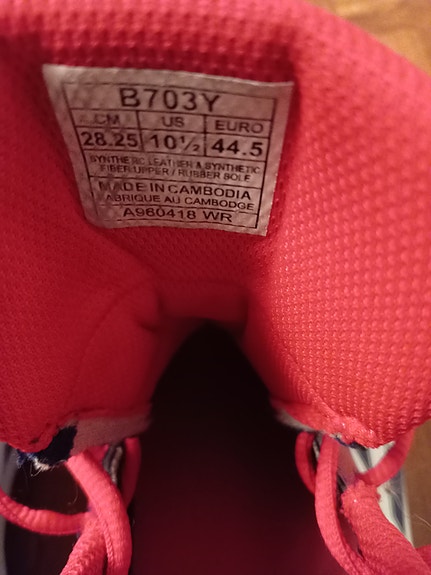 B703Y
CM US EURO
28.25 10½ 44.5
SYNTHETIC LEATHER & SYNTHETIC
FIBER UPPER / RUBBER SOLE
MADE IN CAMBODIA
FABRIQUE AU CAMBODGE
A960418 WR